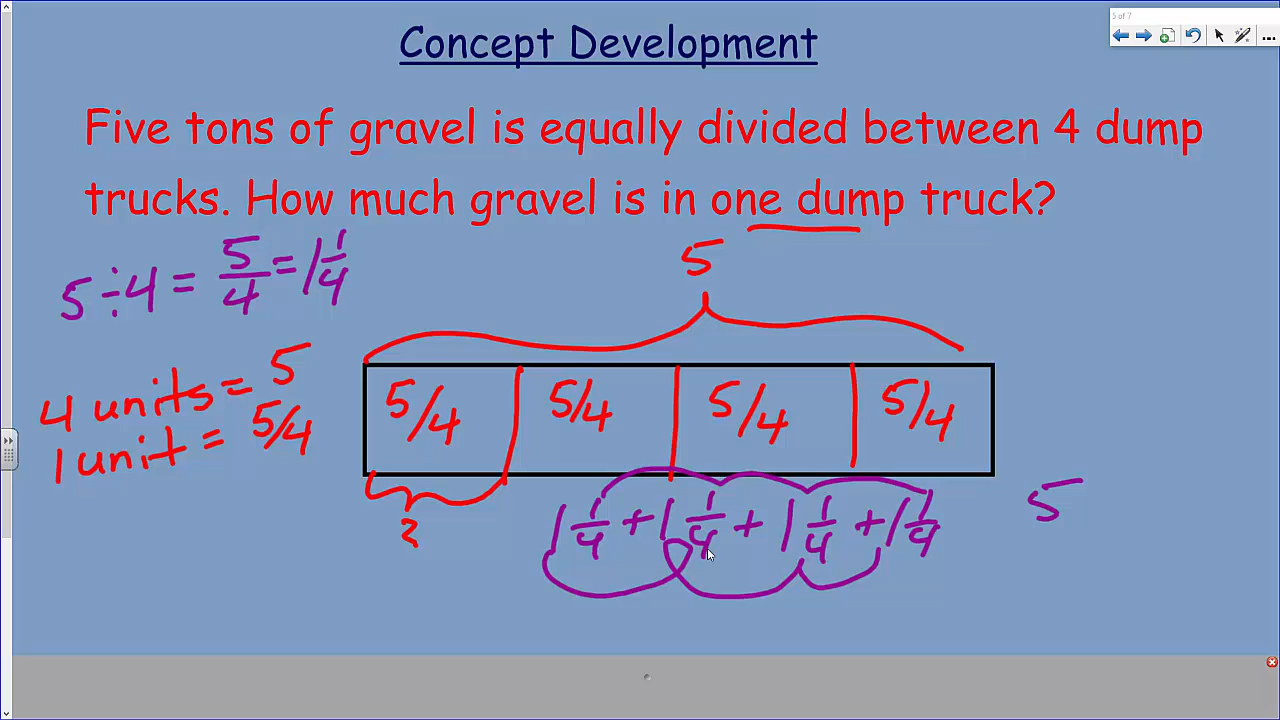 5 of 7
Concept Development
Five tons of gravel is equally divided between 4 dump
trucks. How much gravel is in one dump truck?
5
5 ÷ 4 = 5/4 = 1 1/4
4 units = 5
1 unit = 5/4
5/4 5/4 5/4 5/4
?
1 1/4 + 1 1/4 + 1 1/4 + 1 1/4
5